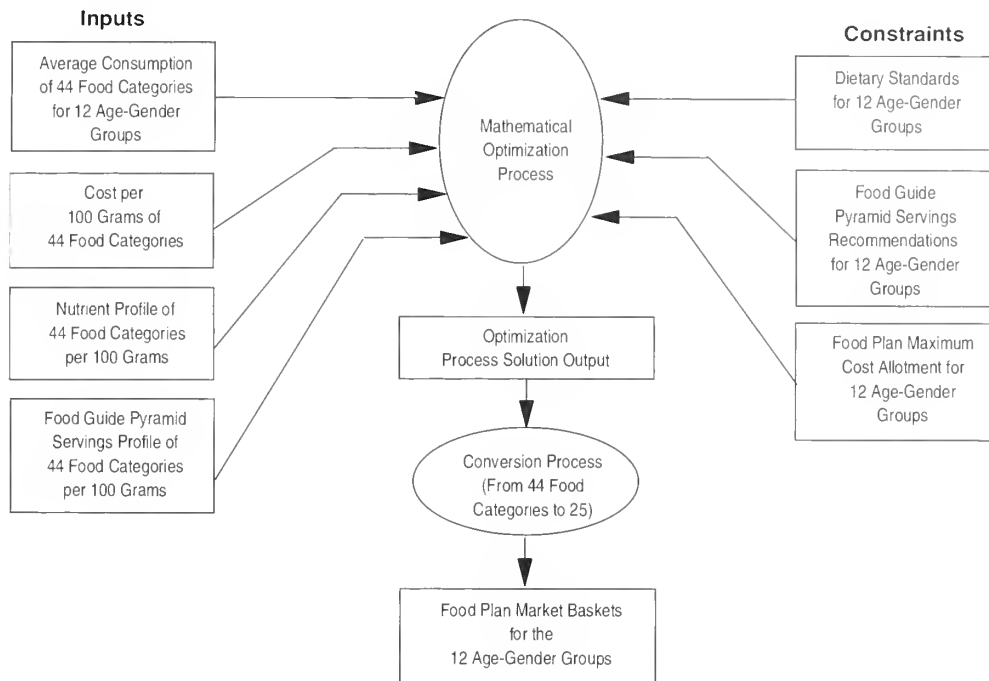 Inputs
Average Consumption
of 44 Food Categories
for 12 Age-Gender
Groups
Cost per
100 Grams of
44 Food Categories
Nutrient Profile of
44 Food Categories
per 100 Grams
Food Guide Pyramid
Servings Profile of
44 Food Categories
per 100 Grams
Mathematical
Optimization
Process
Optimization
Process Solution Output
Conversion Process
(From 44 Food
Categories to 25)
Food Plan Market Baskets
for the
12 Age-Gender Groups
Constraints
Dietary Standards
for 12 Age-Gender
Groups
Food Guide
Pyramid Servings
Recommendations
for 12 Age-Gender
Groups
Food Plan Maximum
Cost Allotment for
12 Age-Gender
Groups